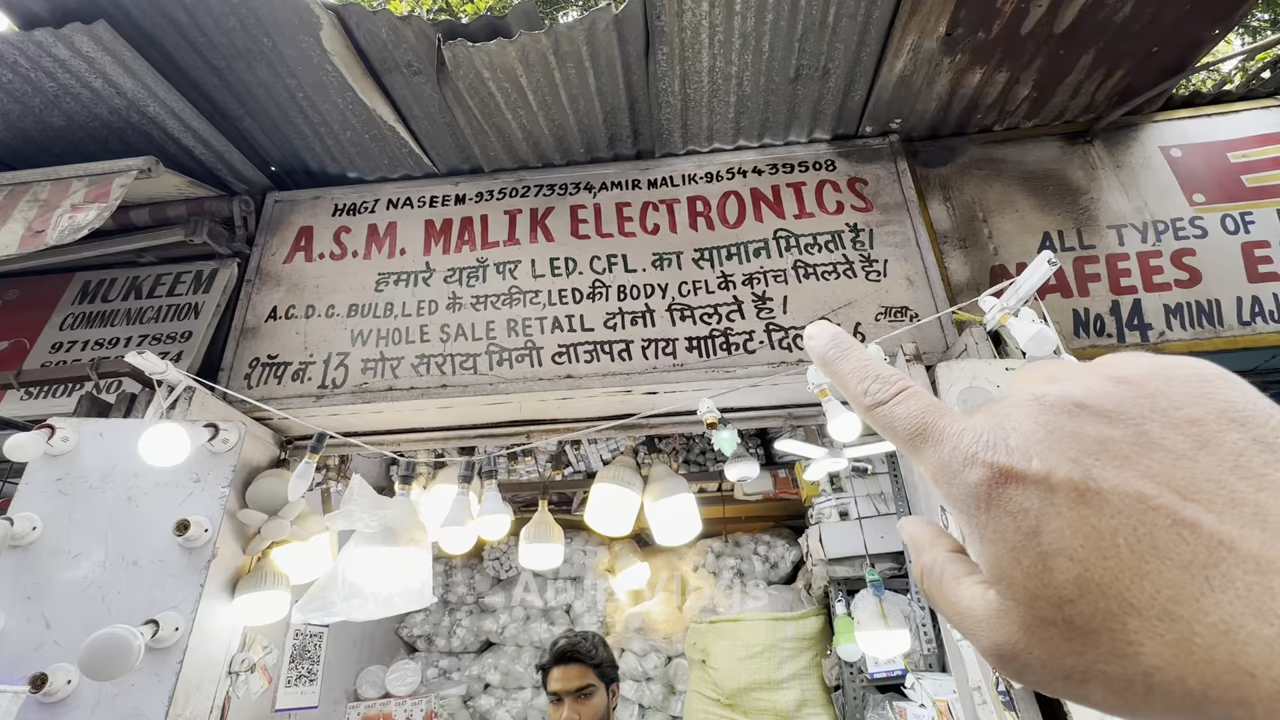 HAGI NASEEM-9350273934,AMIR MALIK-9654439508
A.S.M. MALIK ELECTRONICS
हमारे यहाँ पर LED. CFL. का सामान मिलता है।
A.C.D.C. BULB,LED के सरकीट,LED की BODY, CFL के कांच मिलते है।
WHOLE SALE RETAIL दोनो मिलते है।
शॉप नं. 13 मोर सराय मिनी लाजपत राय मार्किट-दिल 6
MUKEEM
COMMUNICATION
9718917889
SHOP NO.
ALL TYPES OF
NAFEES E
No.14 MINI LAJ